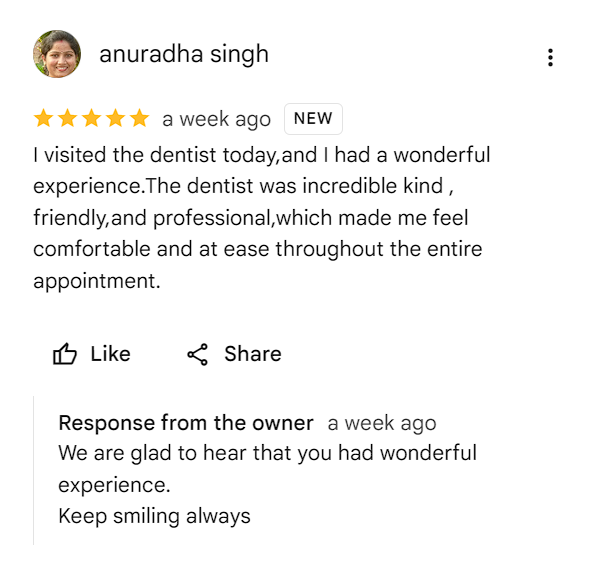 anuradha singh
a week ago NEW
I visited the dentist today,and I had a wonderful
experience.The dentist was incredible kind ,
friendly,and professional,which made me feel
comfortable and at ease throughout the entire
appointment.
Like Share
Response from the owner a week ago
We are glad to hear that you had wonderful
experience.
Keep smiling always